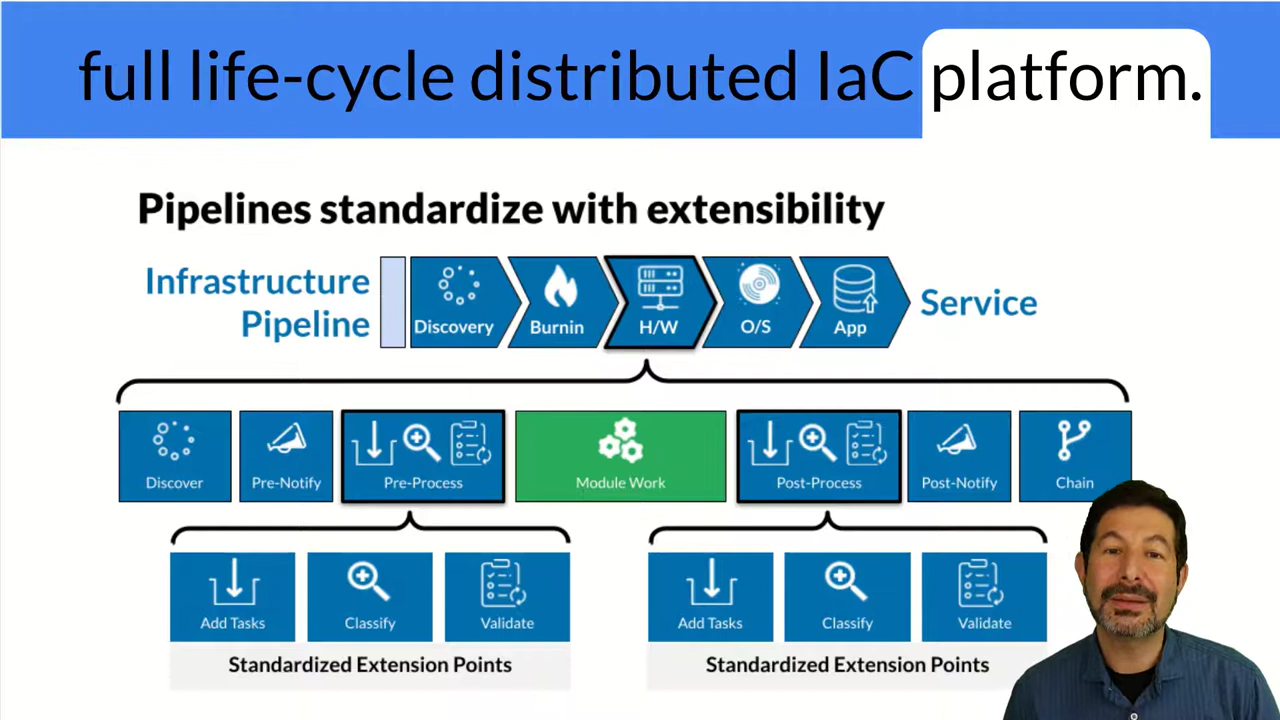 full life-cycle distributed IaC platform.
Pipelines standardize with extensibility
Infrastructure
Pipeline
Discovery
Burnin
H/W
O/S
App
Service
Discover
Pre-Notify
Pre-Process
Module Work
Post-Process
Post-Notify
Chain
Add Tasks
Classify
Validate
Add Tasks
Classify
Validate
Standardized Extension Points
Standardized Extension Points